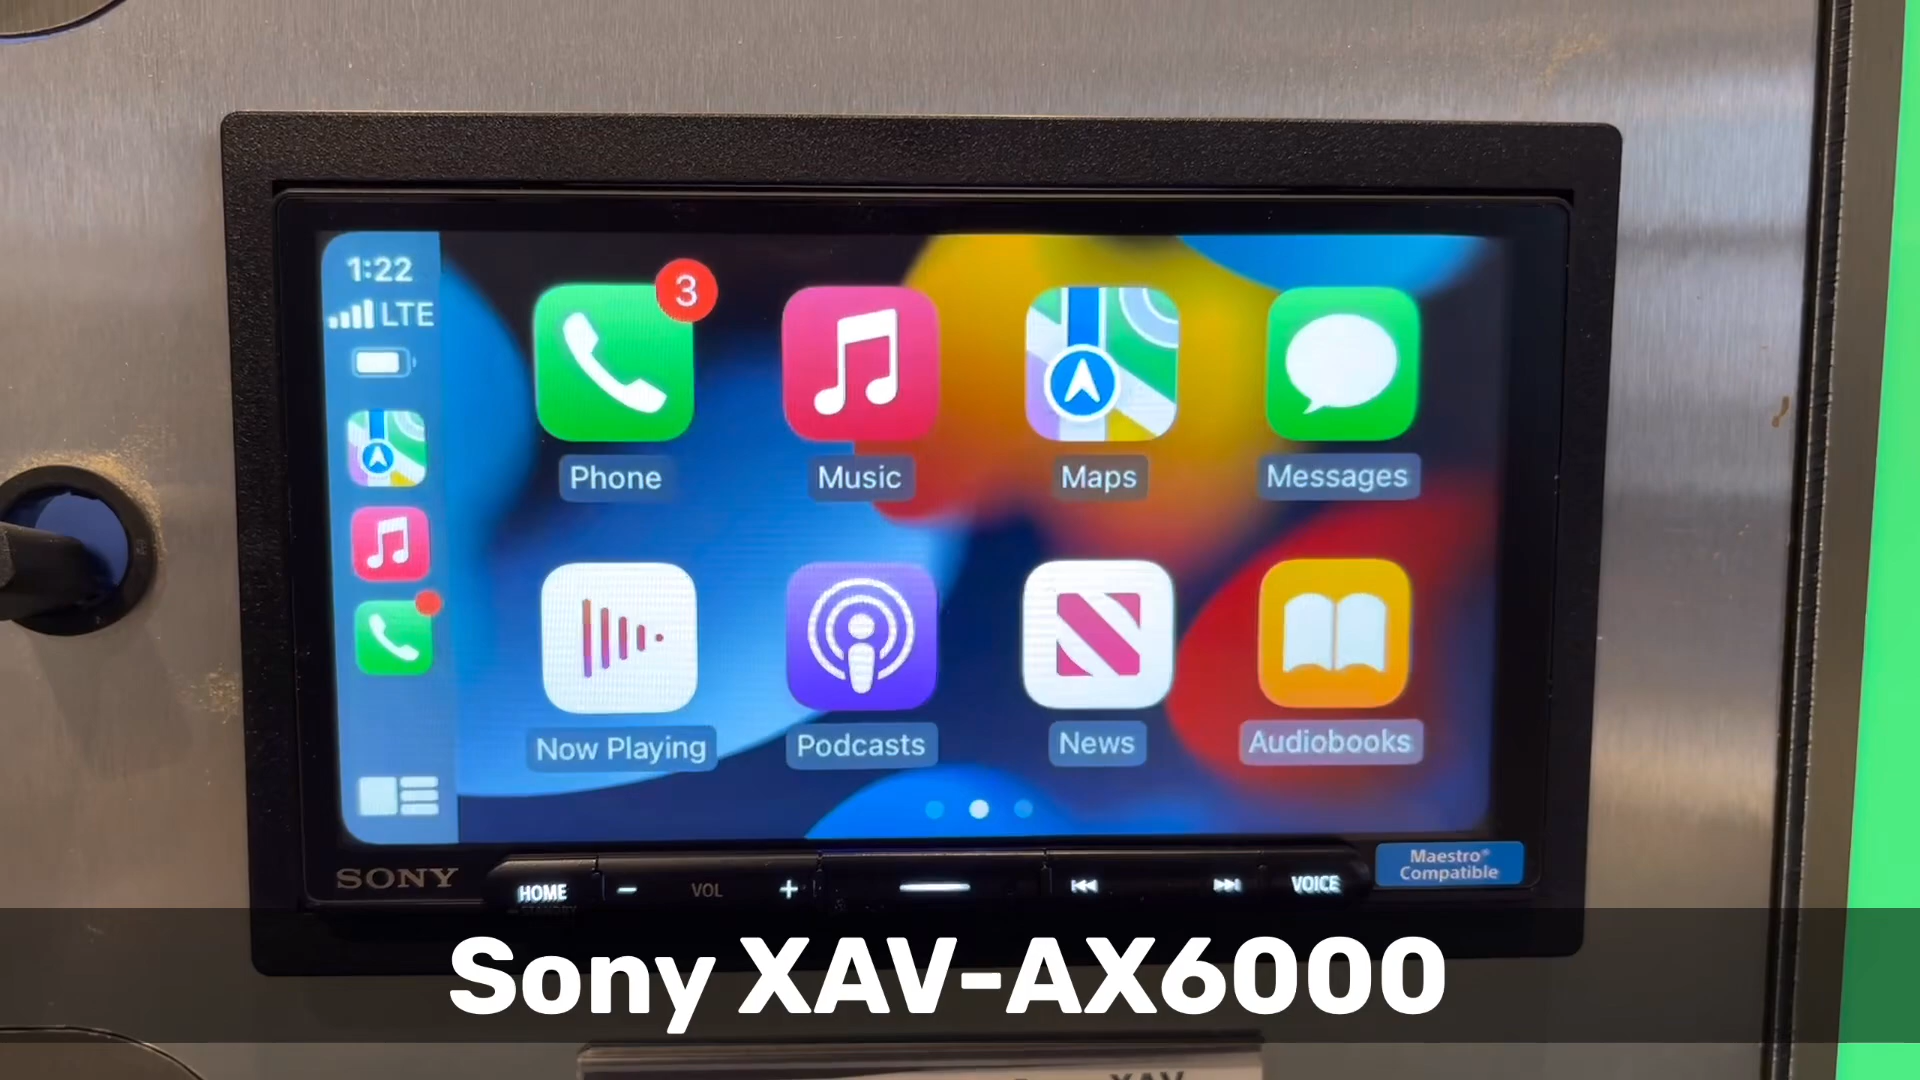 1:22
LTE
3
Phone
Music
Maps
Messages
Now Playing
Podcasts
News
Audiobooks
SONY
HOME
- VOL +
VOICE
Maestro®
Compatible
Sony XAV-AX6000
XAV